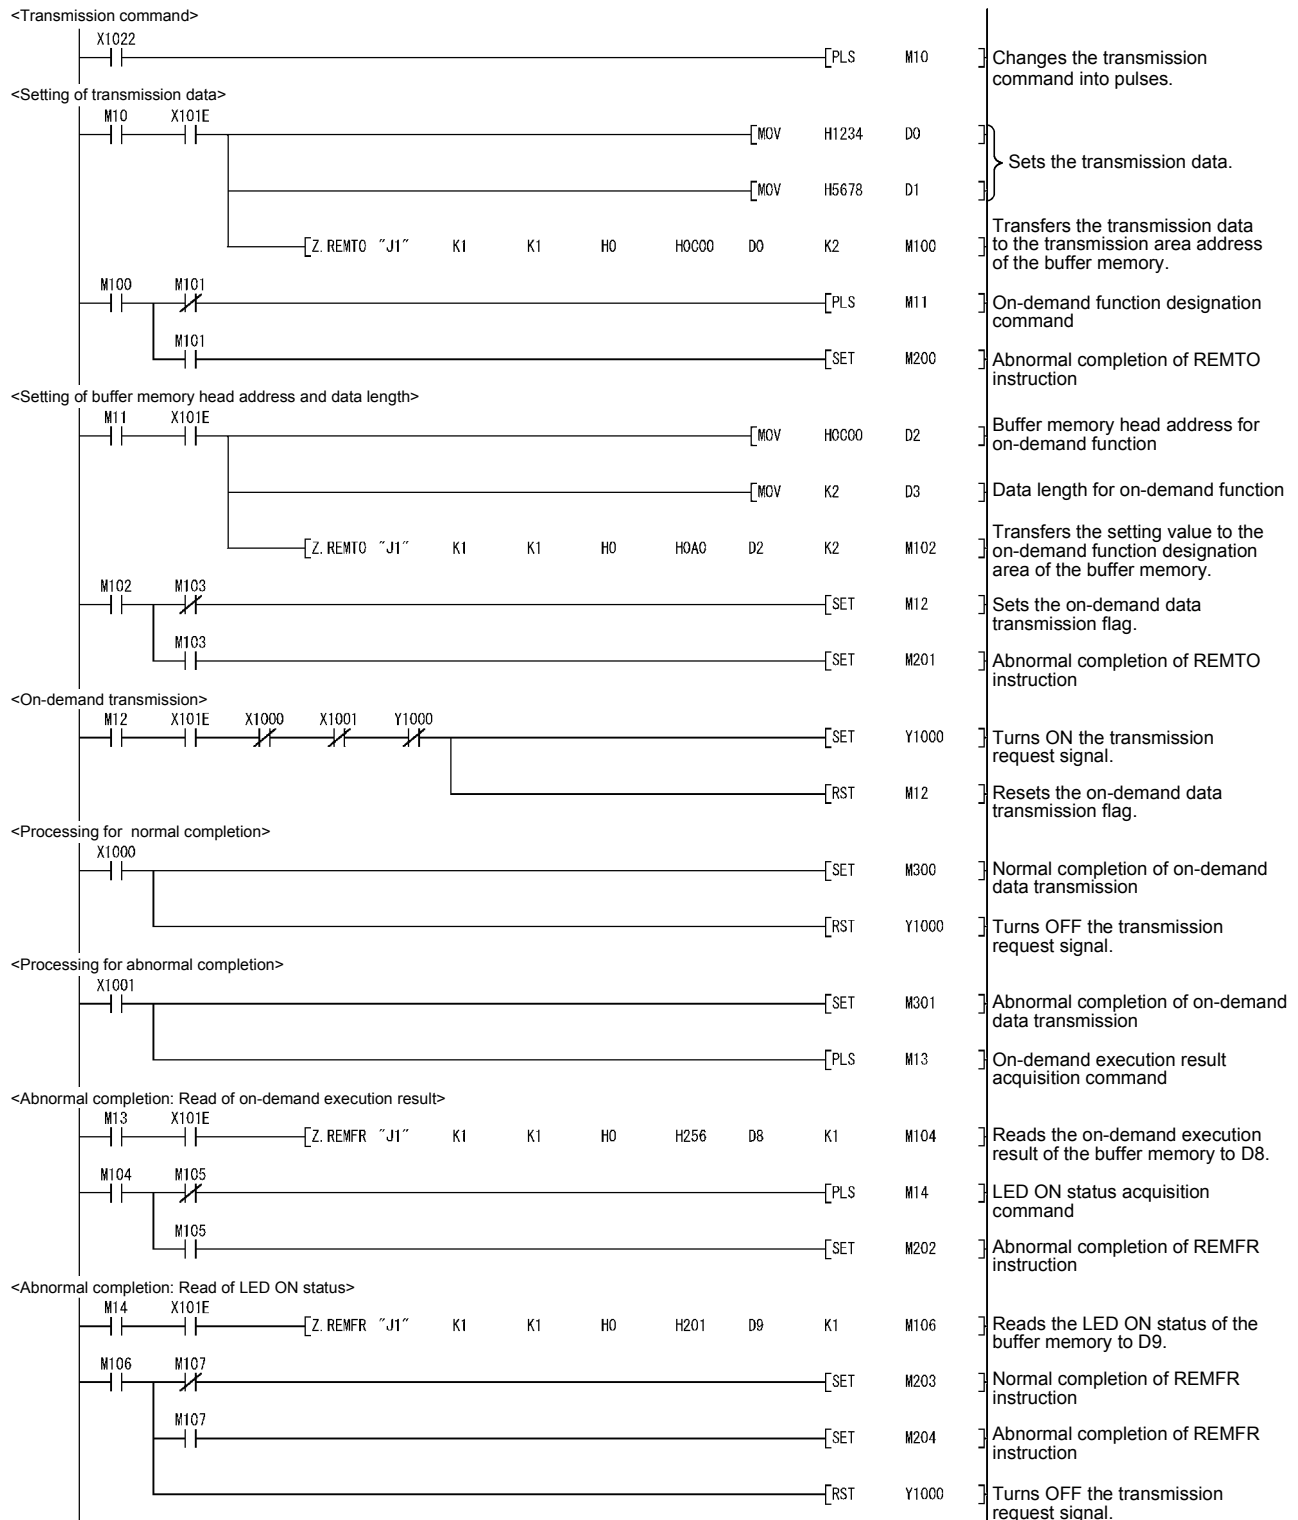 <Transmission command>
X1022
PLS M10 Changes the transmission
command into pulses.
<Setting of transmission data>
M10 X101E
MOV H1234 D0
Sets the transmission data.
MOV H5678 D1
Z.REMTO "J1" K1 K1 H0 H0C00 D0 K2 M100 Transfers the transmission data
to the transmission area address
of the buffer memory.
M100 M101
PLS M11 On-demand function designation
command
M101
SET M200 Abnormal completion of REMTO
instruction
<Setting of buffer memory head address and data length>
M11 X101E
MOV H0C00 D2 Buffer memory head address for
on-demand function
MOV K2 D3 Data length for on-demand function
Z.REMTO "J1" K1 K1 H0 H0A0 D2 K2 M102 Transfers the setting value to the
on-demand function designation
area of the buffer memory.
M102 M103
SET M12 Sets the on-demand data
transmission flag.
M103
SET M201 Abnormal completion of REMTO
instruction
<On-demand transmission>
M12 X101E X1000 X1001 Y1000
SET Y1000 Turns ON the transmission
request signal.
RST M12 Resets the on-demand data
transmission flag.
<Processing for normal completion>
X1000
SET M300 Normal completion of on-demand
data transmission
RST Y1000 Turns OFF the transmission
request signal.
<Processing for abnormal completion>
X1001
SET M301 Abnormal completion of on-demand
data transmission
PLS M13 On-demand execution result
acquisition command
<Abnormal completion: Read of on-demand execution result>
M13 X101E
Z.REMFR "J1" K1 K1 H0 H256 D8 K1 M104 Reads the on-demand execution
result of the buffer memory to D8.
M104 M105
PLS M14 LED ON status acquisition
command
M105
SET M202 Abnormal completion of REMFR
instruction
<Abnormal completion: Read of LED ON status>
M14 X101E
Z.REMFR "J1" K1 K1 H0 H201 D9 K1 M106 Reads the LED ON status of the
buffer memory to D9.
M106 M107
SET M203 Normal completion of REMFR
instruction
M107
SET M204 Abnormal completion of REMFR
instruction
RST Y1000 Turns OFF the transmission
request signal.